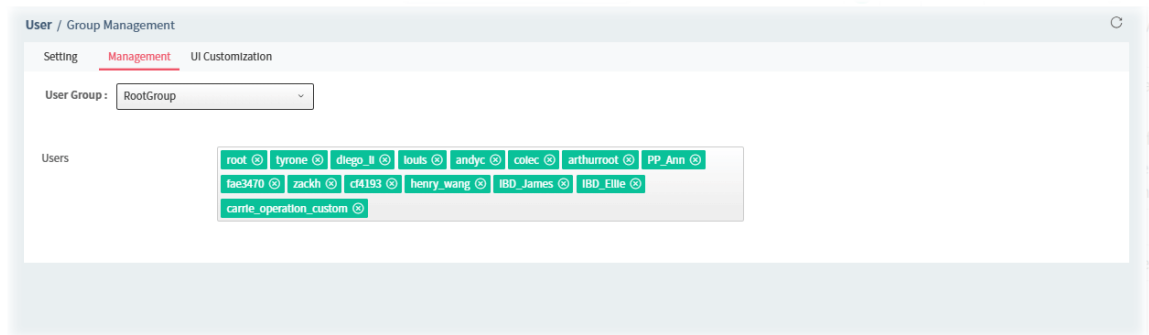 User / Group Management
Setting Management UI Customization
User Group : RootGroup
Users
root tyrone diego_li louis andyc colec arthurroot PP_Ann
fae3470 zackh cf4193 henry_wang IBD_James IBD_Ellie
carrie_operation_custom